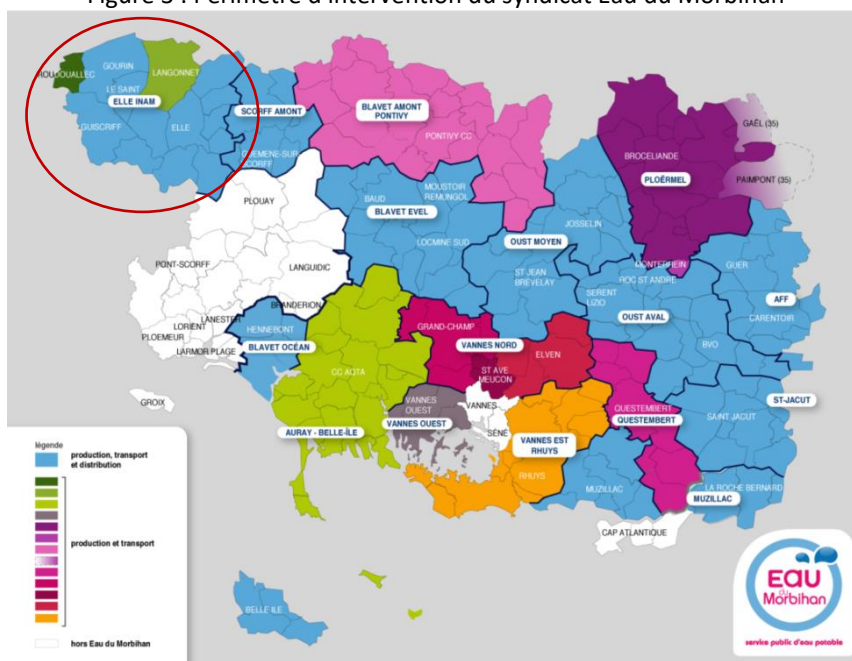 Figure 3 : Périmètre d'intervention du syndicat Eau du Morbihan
GOURIN
LANGONNET
LE SAINT
ELLE INAM
GUISCRIFF
ELLE
SCORFF AMONT
GUEMENE-SUR-
SCORFF
BLAVET AMONT
PONTIVY
PONTIVY CC
GAËL (35)
BROCELIANDE
PLOËRMEL
PAIMPONT (35)
PLOUAY
BAUD
MOUSTOIR
REMUNGOL
BLAVET EVEL
LOCMINE SUD
JOSSELIN
OUST MOYEN
ST JEAN
BREVELAY
MONTERREIN
ROC ST ANDRE
SERENT
LIZIO
OUST AVAL
GUER
AFF
CARENTOIR
PONT-SCORFF
LANGUIDIC
BRANDERION
LANESTER
LORIENT
PLOEMEUR
LARMOR PLAGE
HENNEBONT
BLAVET OCÉAN
GROIX
GRAND-CHAMP
VANNES NORD
ELVEN
ST AVE
MEUCON
CC AQTA
VANNES
OUEST
VANNES OUEST
VANNES
SÉNÉ
AURAY - BELLE-ÎLE
VANNES EST
RHUYS
RHUYS
BVO
QUESTEMBERT
QUESTEMBERT
ST-JACUT
SAINT JACUT
MUZILLAC
LA ROCHE BERNARD
MUZILLAC
CAP ATLANTIQUE
BELLE ILE
légende
production, transport
et distribution
production et transport
hors Eau du Morbihan
EAU
du
Morbihan
service public d'eau potable